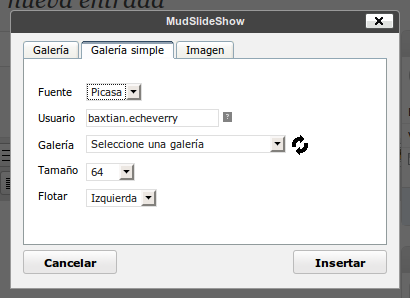 nueva entrada
MudSlideShow
Galería Galería simple Imagen
Fuente Picasa
Usuario baxtian.echeverry ?
Galería Seleccione una galería
Tamaño 64
Flotar Izquierda
Cancelar Insertar